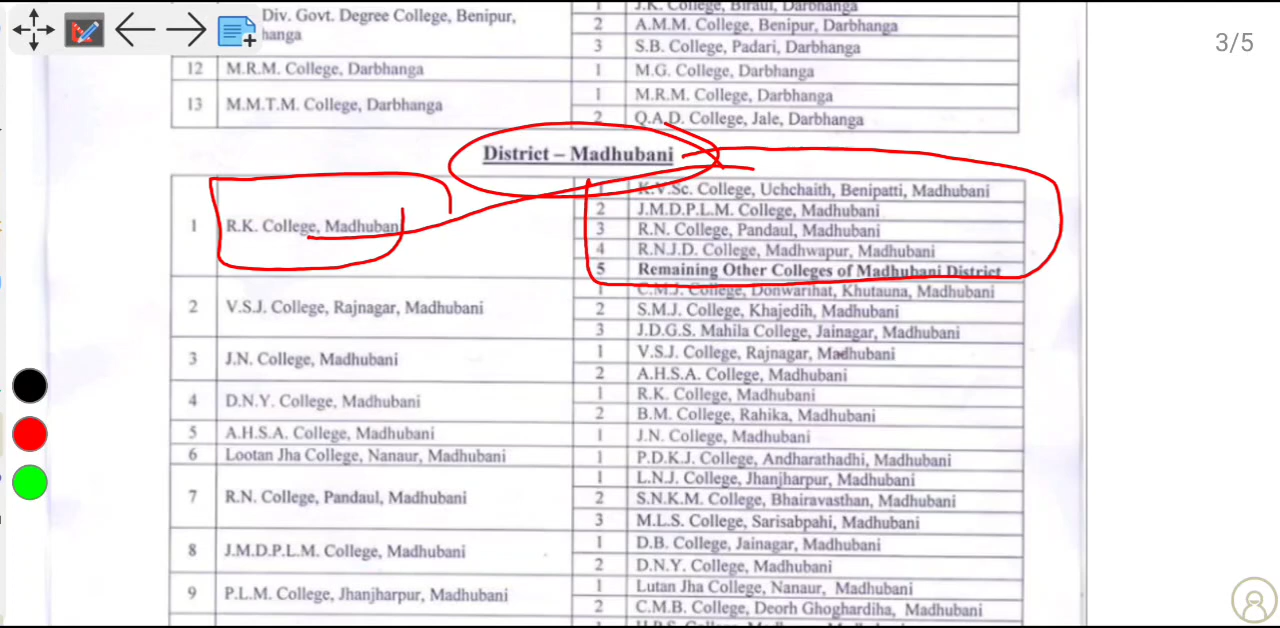 1 J.K. College, Biraul, Darbhanga
Div. Govt. Degree College, Benipur,
hanga
2 A.M.M. College, Benipur, Darbhanga
3 S.B. College, Padari, Darbhanga
3/5
12 M.R.M. College, Darbhanga 1 M.G. College, Darbhanga
13 M.M.T.M. College, Darbhanga 1 M.R.M. College, Darbhanga
2 Q.A.D. College, Jale, Darbhanga
District – Madhubani
1 R.K. College, Madhubani 1 K.V.Sc. College, Uchchaith, Benipatti, Madhubani
2 J.M.D.P.L.M. College, Madhubani
3 R.N. College, Pandaul, Madhubani
4 R.N.J.D. College, Madhwapur, Madhubani
5 Remaining Other Colleges of Madhubani District
2 V.S.J. College, Rajnagar, Madhubani 1 C.M.J. College, Donwarihat, Khutauna, Madhubani
2 S.M.J. College, Khajedih, Madhubani
3 J.D.G.S. Mahila College, Jainagar, Madhubani
3 J.N. College, Madhubani 1 V.S.J. College, Rajnagar, Madhubani
2 A.H.S.A. College, Madhubani
4 D.N.Y. College, Madhubani 1 R.K. College, Madhubani
2 B.M. College, Rahika, Madhubani
5 A.H.S.A. College, Madhubani 1 J.N. College, Madhubani
6 Lootan Jha College, Nanaur, Madhubani 1 P.D.K.J. College, Andharathadhi, Madhubani
7 R.N. College, Pandaul, Madhubani 1 L.N.J. College, Jhanjharpur, Madhubani
2 S.N.K.M. College, Bhairavasthan, Madhubani
3 M.L.S. College, Sarisabpahi, Madhubani
8 J.M.D.P.L.M. College, Madhubani 1 D.B. College, Jainagar, Madhubani
2 D.N.Y. College, Madhubani
9 P.L.M. College, Jhanjharpur, Madhubani 1 Lutan Jha College, Nanaur, Madhubani
2 C.M.B. College, Deorh Ghoghardiha, Madhubani